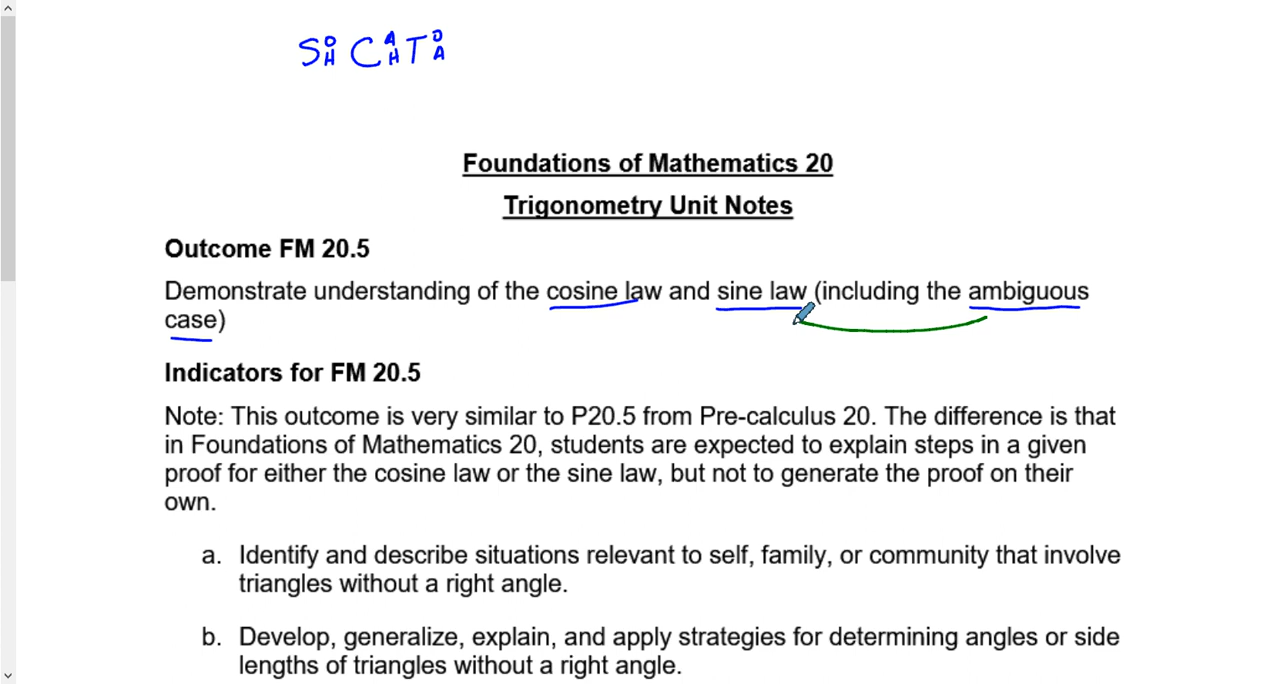 S O/H C A/H T O/A
Foundations of Mathematics 20
Trigonometry Unit Notes
Outcome FM 20.5
Demonstrate understanding of the cosine law and sine law (including the ambiguous
case)
Indicators for FM 20.5
Note: This outcome is very similar to P20.5 from Pre-calculus 20. The difference is that
in Foundations of Mathematics 20, students are expected to explain steps in a given
proof for either the cosine law or the sine law, but not to generate the proof on their
own.
a. Identify and describe situations relevant to self, family, or community that involve
triangles without a right angle.
b. Develop, generalize, explain, and apply strategies for determining angles or side
lengths of triangles without a right angle.